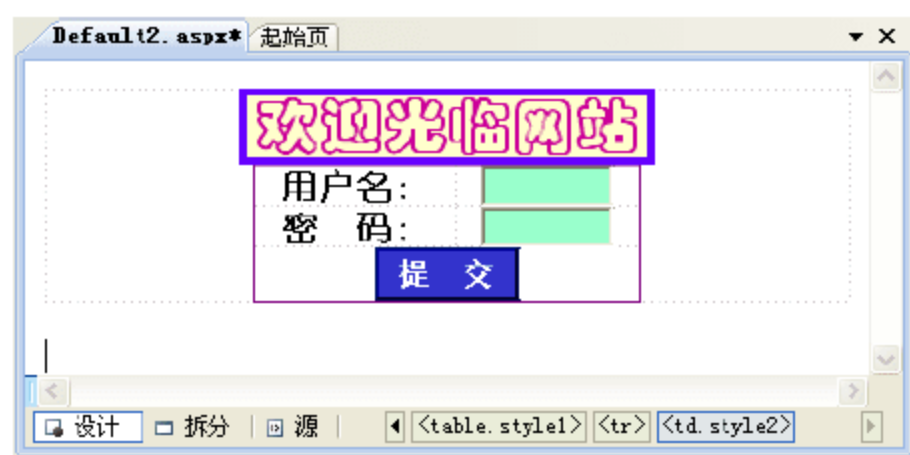 Default2.aspx* 起始页
欢迎光临网站
用户名:
密 码:
提 交
设计 拆分 源 <table.style1> <tr> <td.style2>